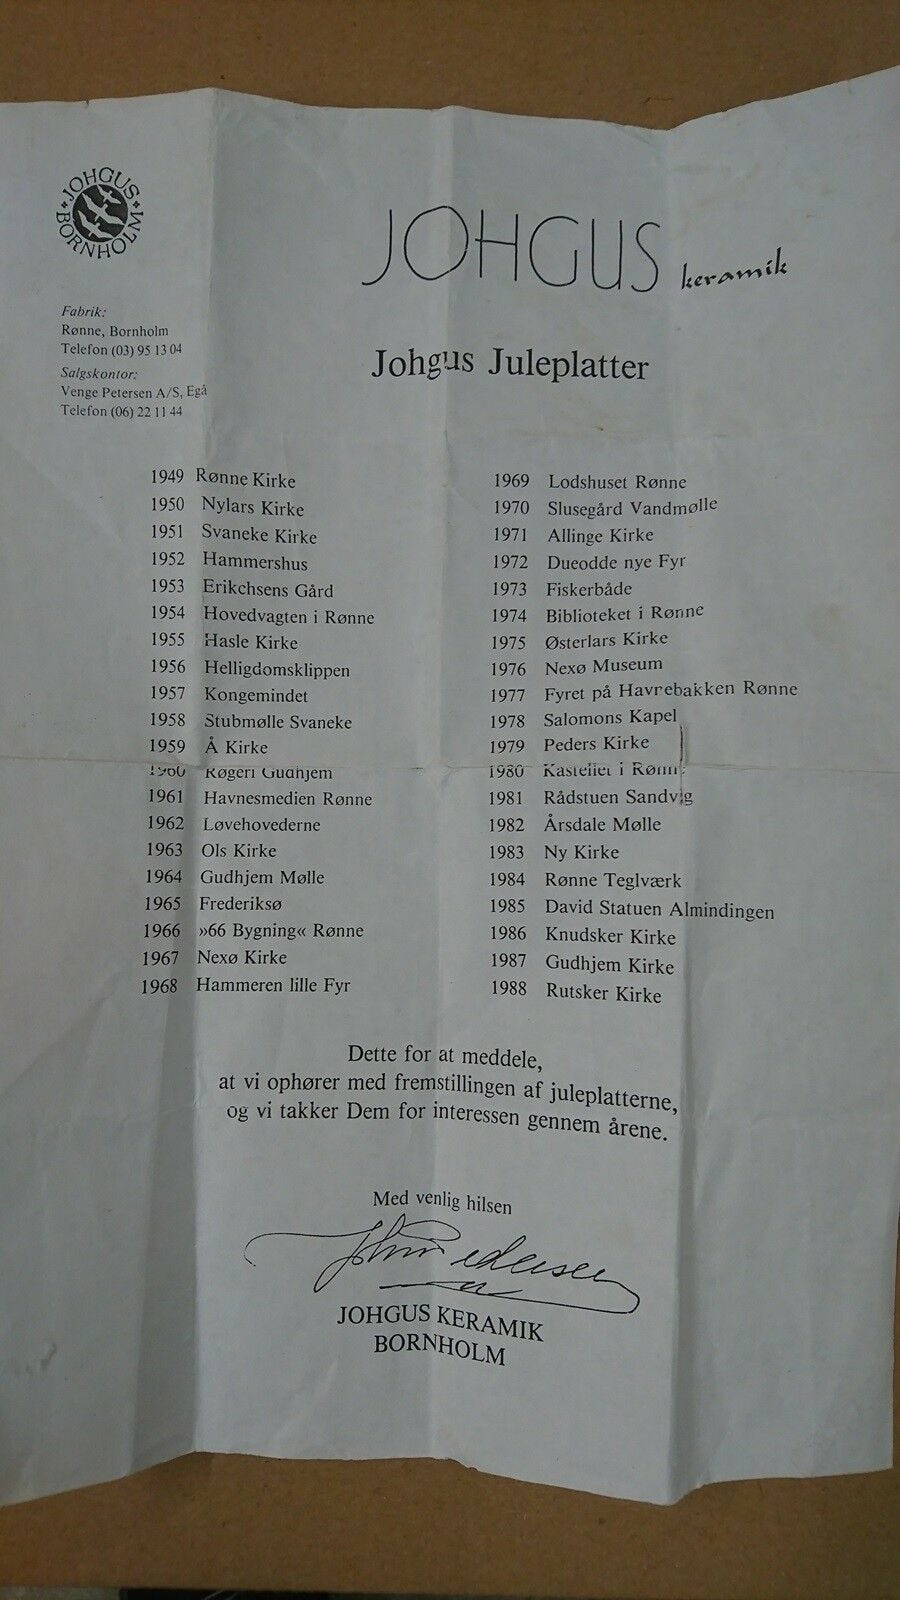 JOHGUS BORNHOLM
JOHGUS keramik
Fabrik:
Rønne, Bornholm
Telefon (03) 95 13 04
Salgskontor:
Venge Petersen A/S, Egå
Telefon (06) 22 11 44
Johgus Juleplatter
1949 Rønne Kirke
1950 Nylars Kirke
1951 Svaneke Kirke
1952 Hammershus
1953 Erikchsens Gård
1954 Hovedvagten i Rønne
1955 Hasle Kirke
1956 Helligdomsklippen
1957 Kongemindet
1958 Stubmølle Svaneke
1959 Å Kirke
1960 Røgeri Gudhjem
1961 Havnesmedien Rønne
1962 Løvehovederne
1963 Ols Kirke
1964 Gudhjem Mølle
1965 Frederiksø
1966 »66 Bygning« Rønne
1967 Nexø Kirke
1968 Hammeren lille Fyr
1969 Lodshuset Rønne
1970 Slusegård Vandmølle
1971 Allinge Kirke
1972 Dueodde nye Fyr
1973 Fiskerbåde
1974 Biblioteket i Rønne
1975 Østerlars Kirke
1976 Nexø Museum
1977 Fyret på Havrebakken Rønne
1978 Salomons Kapel
1979 Peders Kirke
1980 Kastellet i Rønne
1981 Rådstuen Sandvig
1982 Årsdale Mølle
1983 Ny Kirke
1984 Rønne Teglværk
1985 David Statuen Almindingen
1986 Knudsker Kirke
1987 Gudhjem Kirke
1988 Rutsker Kirke
Dette for at meddele,
at vi ophører med fremstillingen af juleplatterne,
og vi takker Dem for interessen gennem årene.
Med venlig hilsen
JOHGUS KERAMIK
BORNHOLM